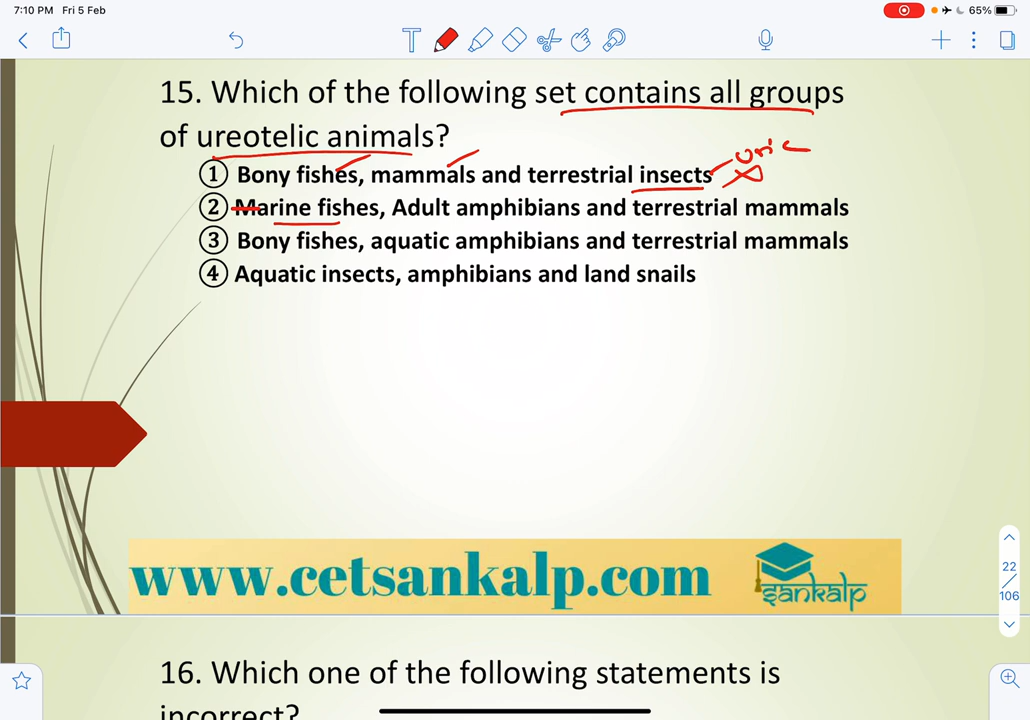 7:10 PM Fri 5 Feb
65%
T
15. Which of the following set contains all groups
of ureotelic animals?
uric
① Bony fishes, mammals and terrestrial insects
② Marine fishes, Adult amphibians and terrestrial mammals
③ Bony fishes, aquatic amphibians and terrestrial mammals
④ Aquatic insects, amphibians and land snails
www.cetsankalp.com
sankalp
22
106
16. Which one of the following statements is
incorrect?